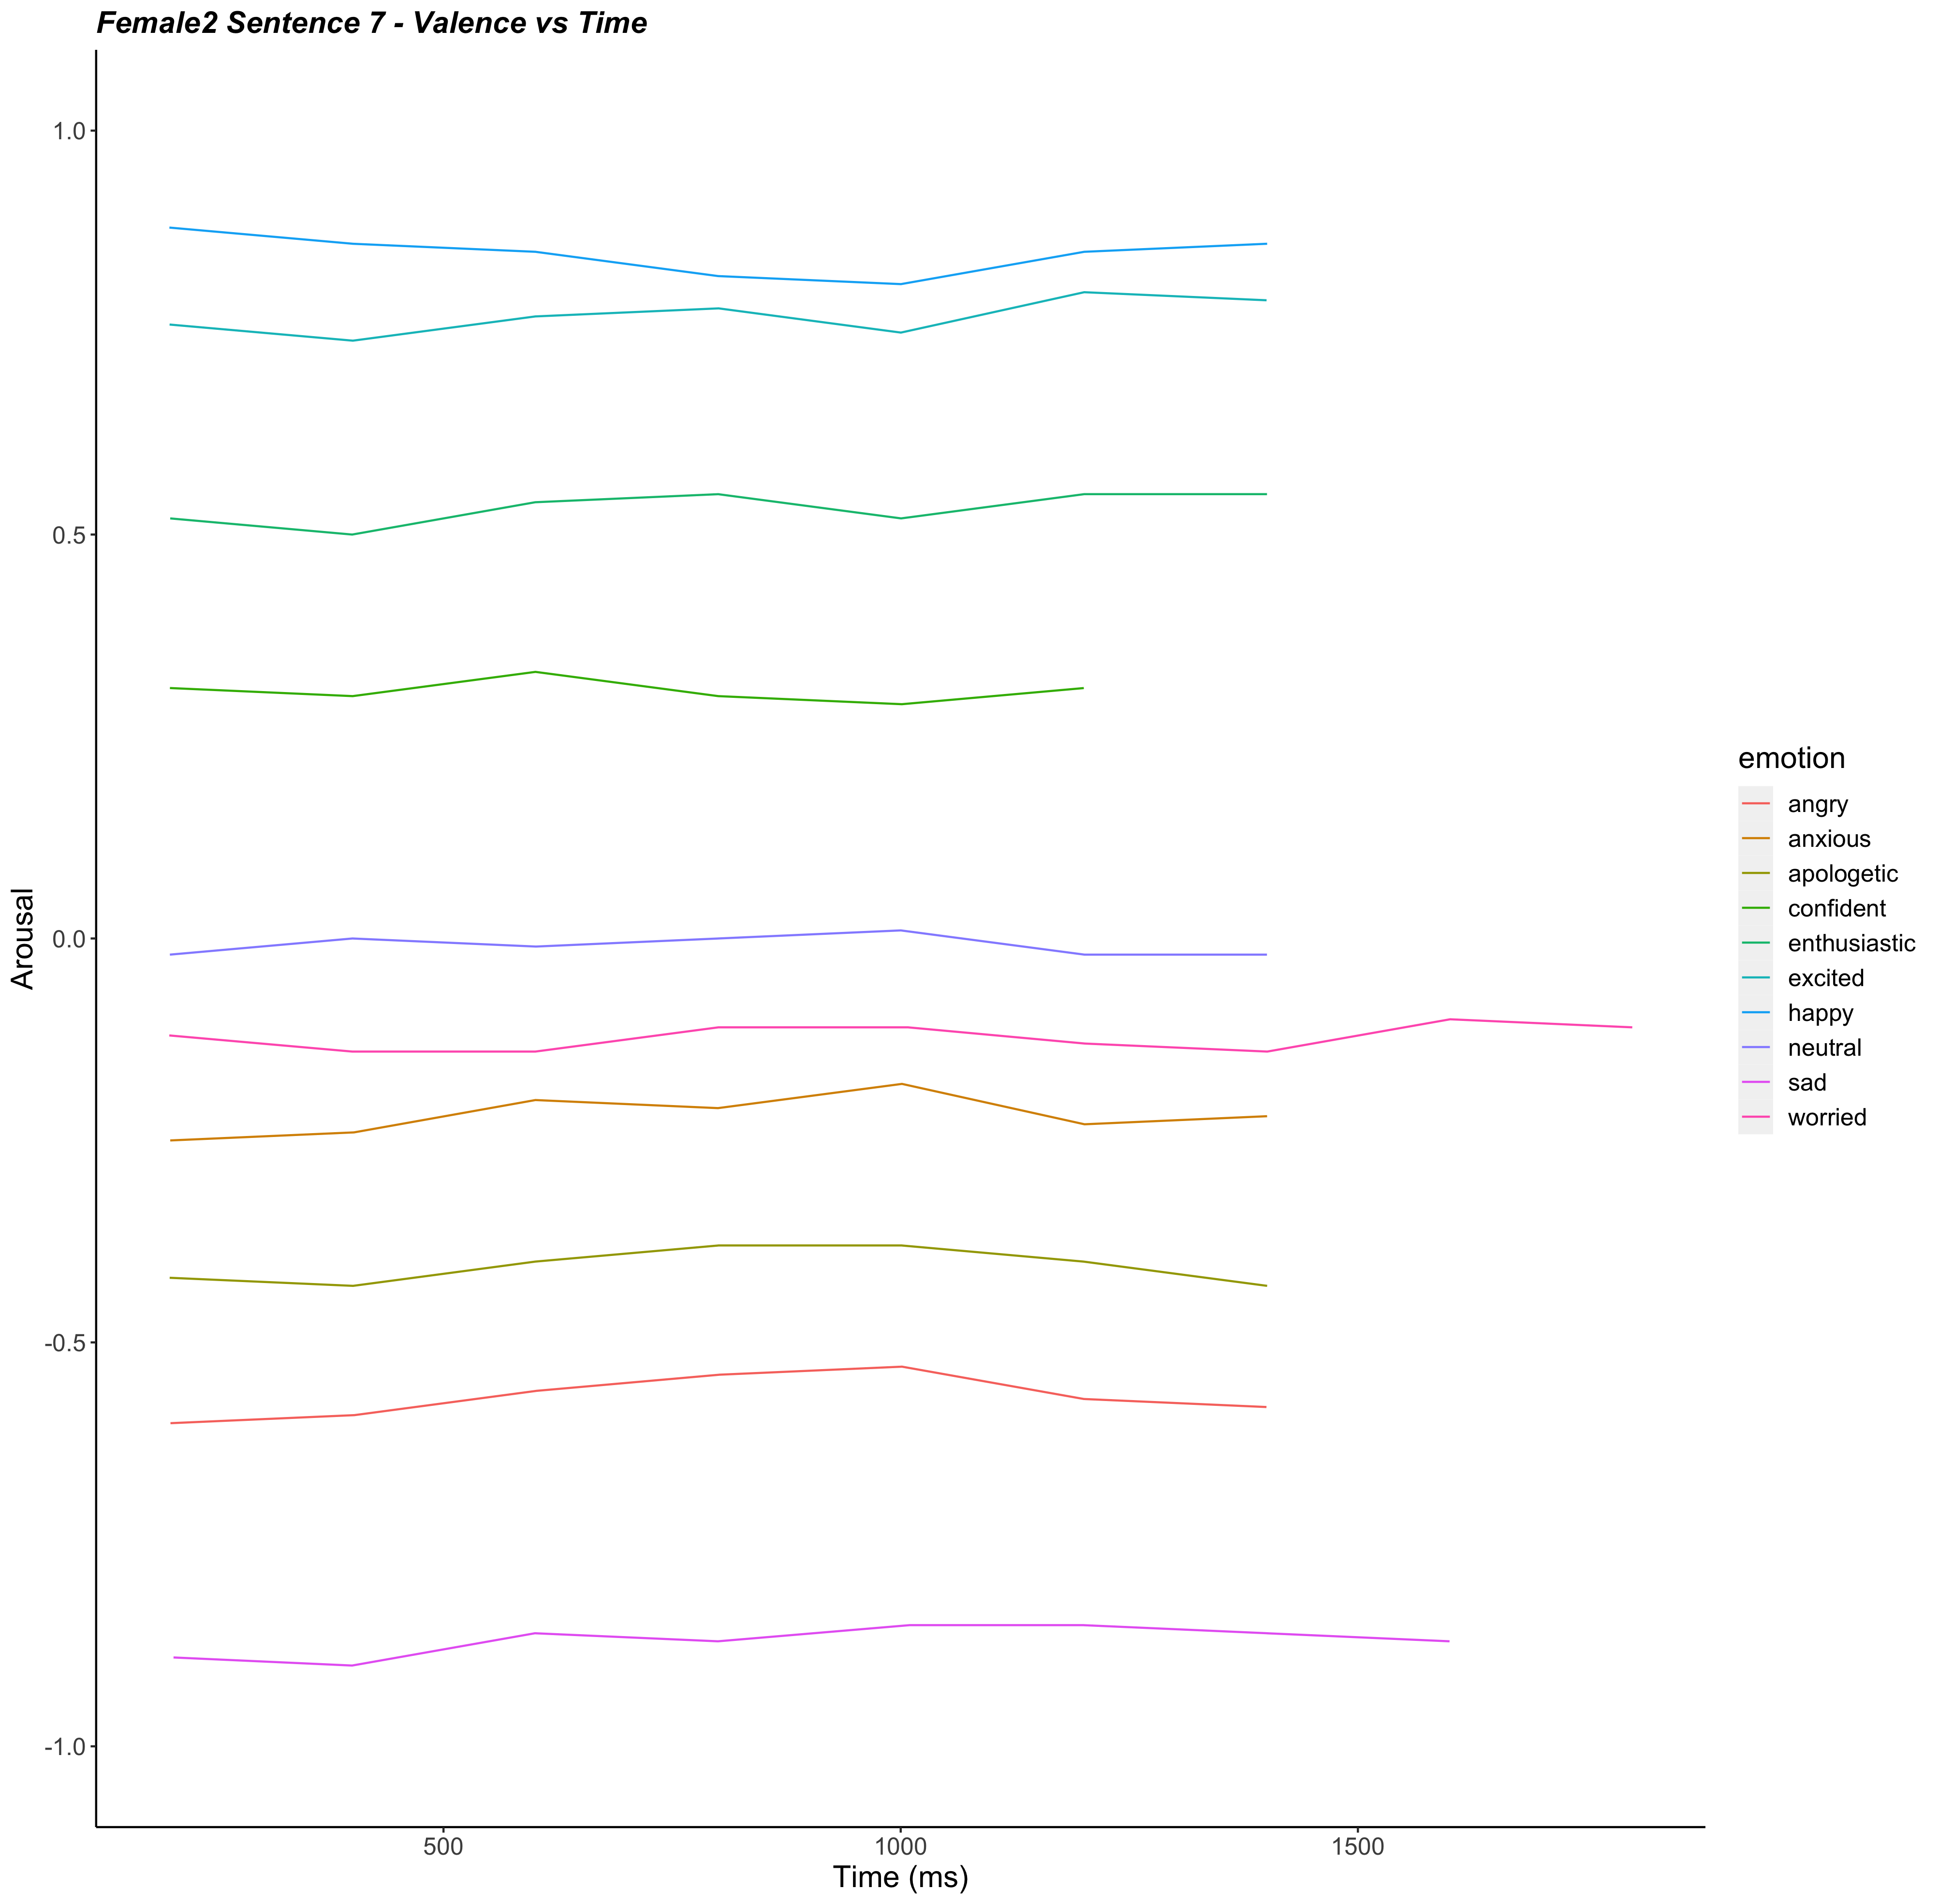 Female2 Sentence 7 - Valence vs Time
1.0
0.5
0.0
-0.5
-1.0
Arousal
500
1000
1500
Time (ms)
emotion
angry
anxious
apologetic
confident
enthusiastic
excited
happy
neutral
sad
worried